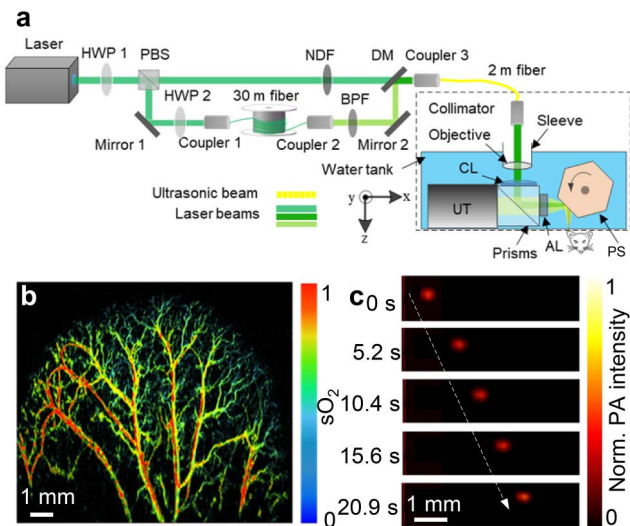 a
Laser
HWP 1
PBS
NDF
DM
Coupler 3
2 m fiber
HWP 2
30 m fiber
BPF
Mirror 1
Coupler 1
Coupler 2
Mirror 2
Collimator
Objective
Sleeve
Water tank
CL
Ultrasonic beam
Laser beams
y
x
z
UT
Prisms
AL
PS
b
1
sO2
0
1 mm
c
0 s
5.2 s
10.4 s
15.6 s
20.9 s
1 mm
1
Norm. PA intensity
0